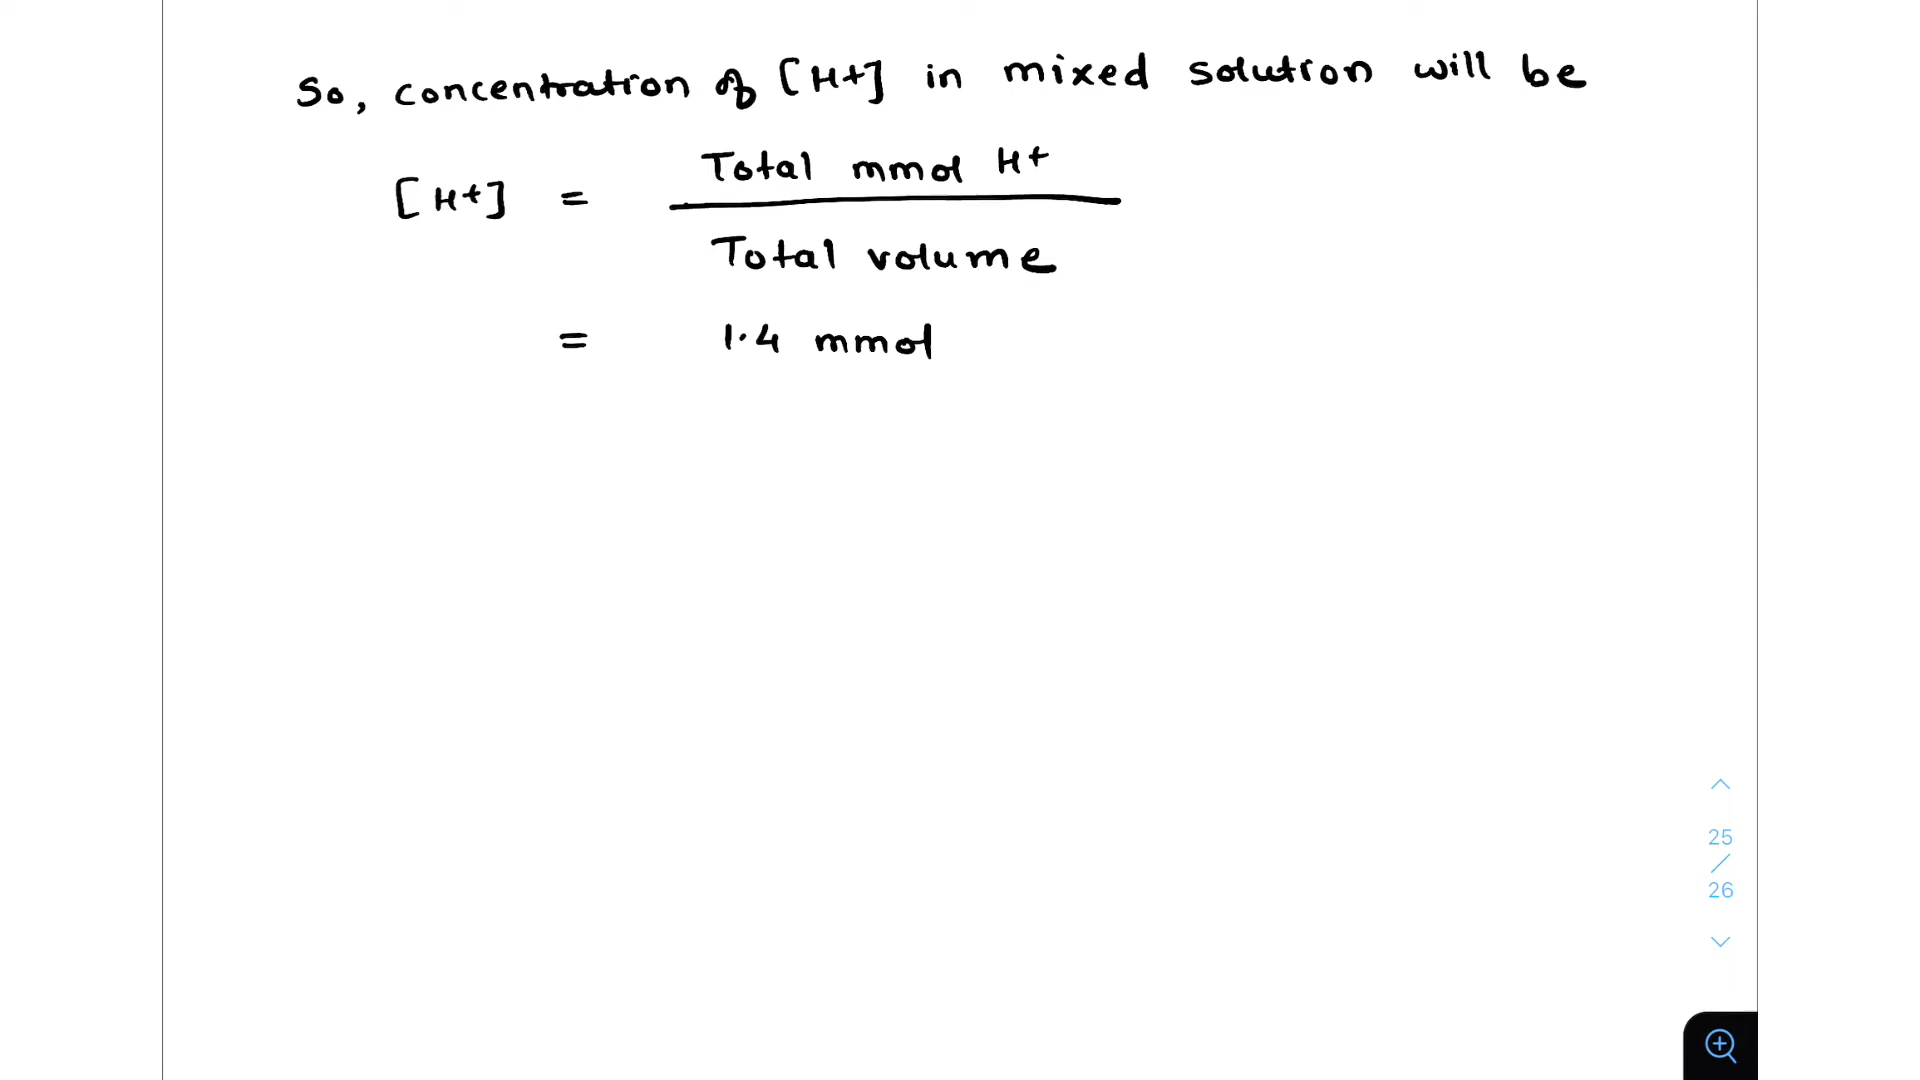 So, concentration of [H+] in mixed solution will be
[H+] = Total mmol H+
Total volume
= 1.4 mmol
25
/
26